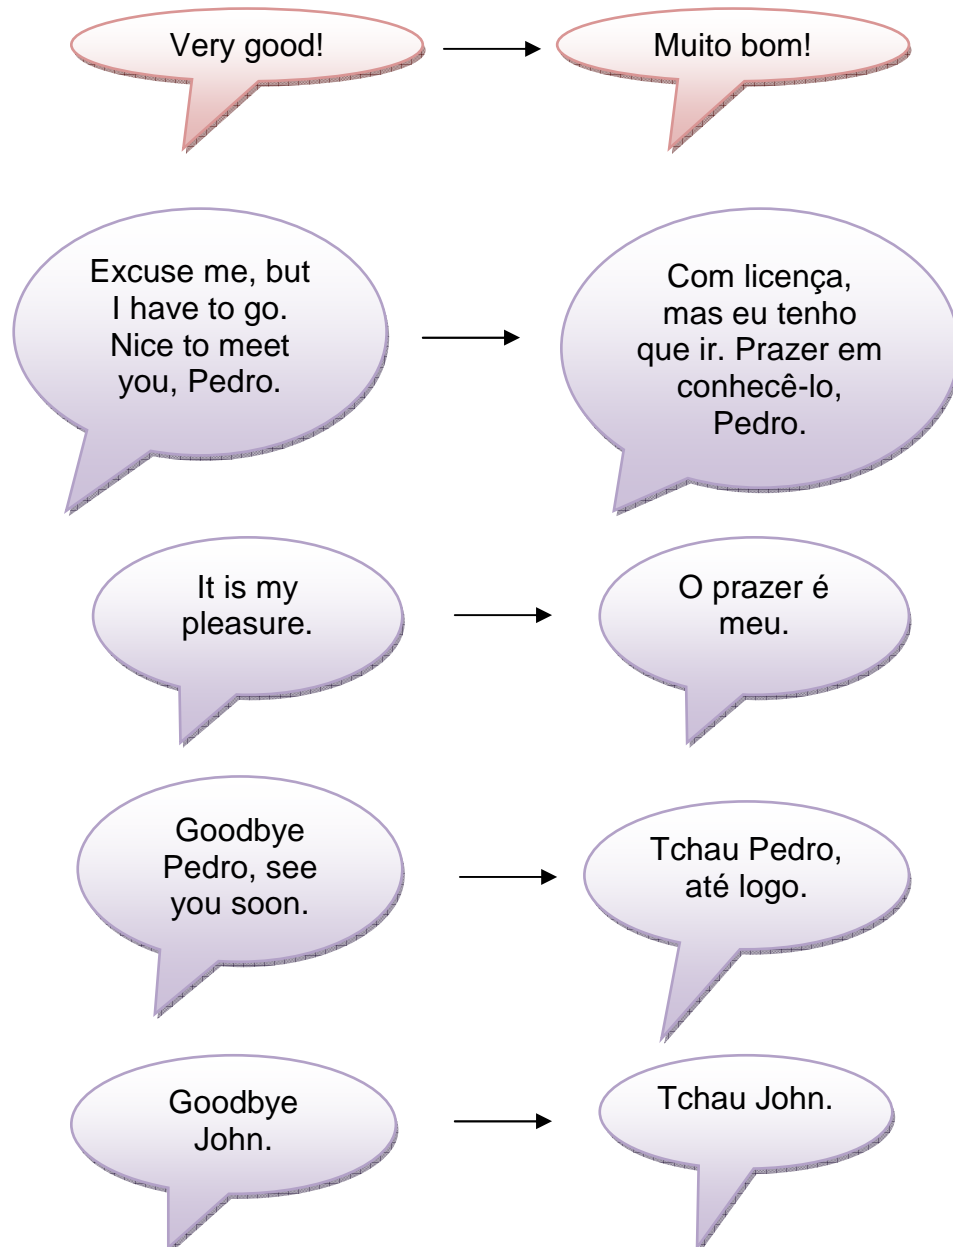 Very good!
Muito bom!
Excuse me, but
I have to go.
Nice to meet
you, Pedro.
Com licença,
mas eu tenho
que ir. Prazer em
conhecê-lo,
Pedro.
It is my
pleasure.
O prazer é
meu.
Goodbye
Pedro, see
you soon.
Tchau Pedro,
até logo.
Goodbye
John.
Tchau John.